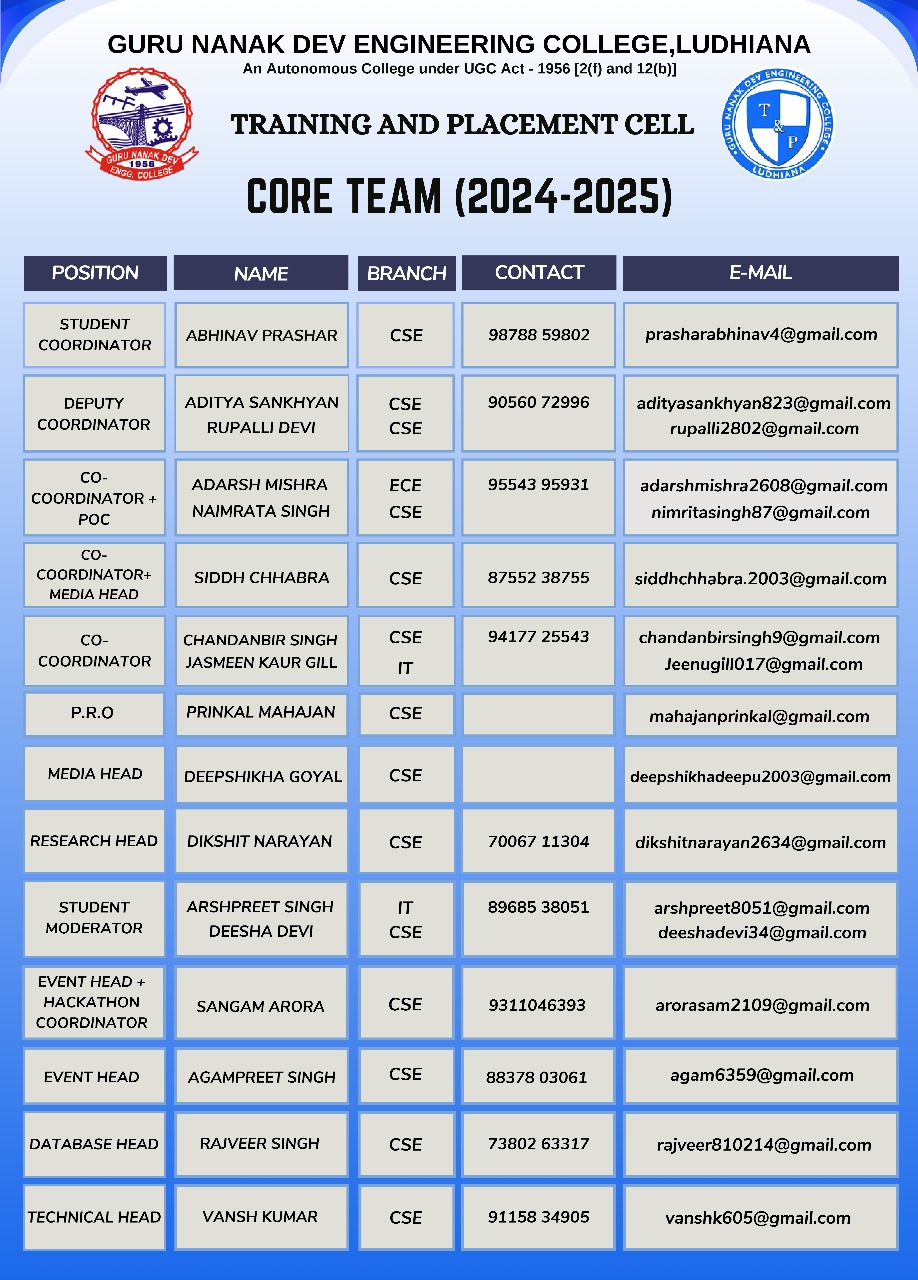 GURU NANAK DEV ENGINEERING COLLEGE,LUDHIANA
An Autonomous College under UGC Act - 1956 [2(f) and 12(b)]
GURU NANAK DEV
1956
ENGG. COLLEGE
TRAINING AND PLACEMENT CELL
GURU NANAK DEV ENGINEERING COLLEGE
T
&
P
LUDHIANA
CORE TEAM (2024-2025)
POSITION NAME BRANCH CONTACT E-MAIL
STUDENT
COORDINATOR
ABHINAV PRASHAR
CSE
98788 59802
prasharabhinav4@gmail.com
DEPUTY
COORDINATOR
ADITYA SANKHYAN
RUPALLI DEVI
CSE
CSE
90560 72996
adityasankhyan823@gmail.com
rupalli2802@gmail.com
CO-
COORDINATOR +
POC
ADARSH MISHRA
NAIMRATA SINGH
ECE
CSE
95543 95931
adarshmishra2608@gmail.com
nimritasingh87@gmail.com
CO-
COORDINATOR+
MEDIA HEAD
SIDDH CHHABRA
CSE
87552 38755
siddhchhabra.2003@gmail.com
CO-
COORDINATOR
CHANDANBIR SINGH
JASMEEN KAUR GILL
CSE
IT
94177 25543
chandanbirsingh9@gmail.com
Jeenugill017@gmail.com
P.R.O
PRINKAL MAHAJAN
CSE
mahajanprinkal@gmail.com
MEDIA HEAD
DEEPSHIKHA GOYAL
CSE
deepshikhadeepu2003@gmail.com
RESEARCH HEAD
DIKSHIT NARAYAN
CSE
70067 11304
dikshitnarayan2634@gmail.com
STUDENT
MODERATOR
ARSHPREET SINGH
DEESHA DEVI
IT
CSE
89685 38051
arshpreet8051@gmail.com
deeshadevi34@gmail.com
EVENT HEAD +
HACKATHON
COORDINATOR
SANGAM ARORA
CSE
9311046393
arorasam2109@gmail.com
EVENT HEAD
AGAMPREET SINGH
CSE
88378 03061
agam6359@gmail.com
DATABASE HEAD
RAJVEER SINGH
CSE
73802 63317
rajveer810214@gmail.com
TECHNICAL HEAD
VANSH KUMAR
CSE
91158 34905
vanshk605@gmail.com